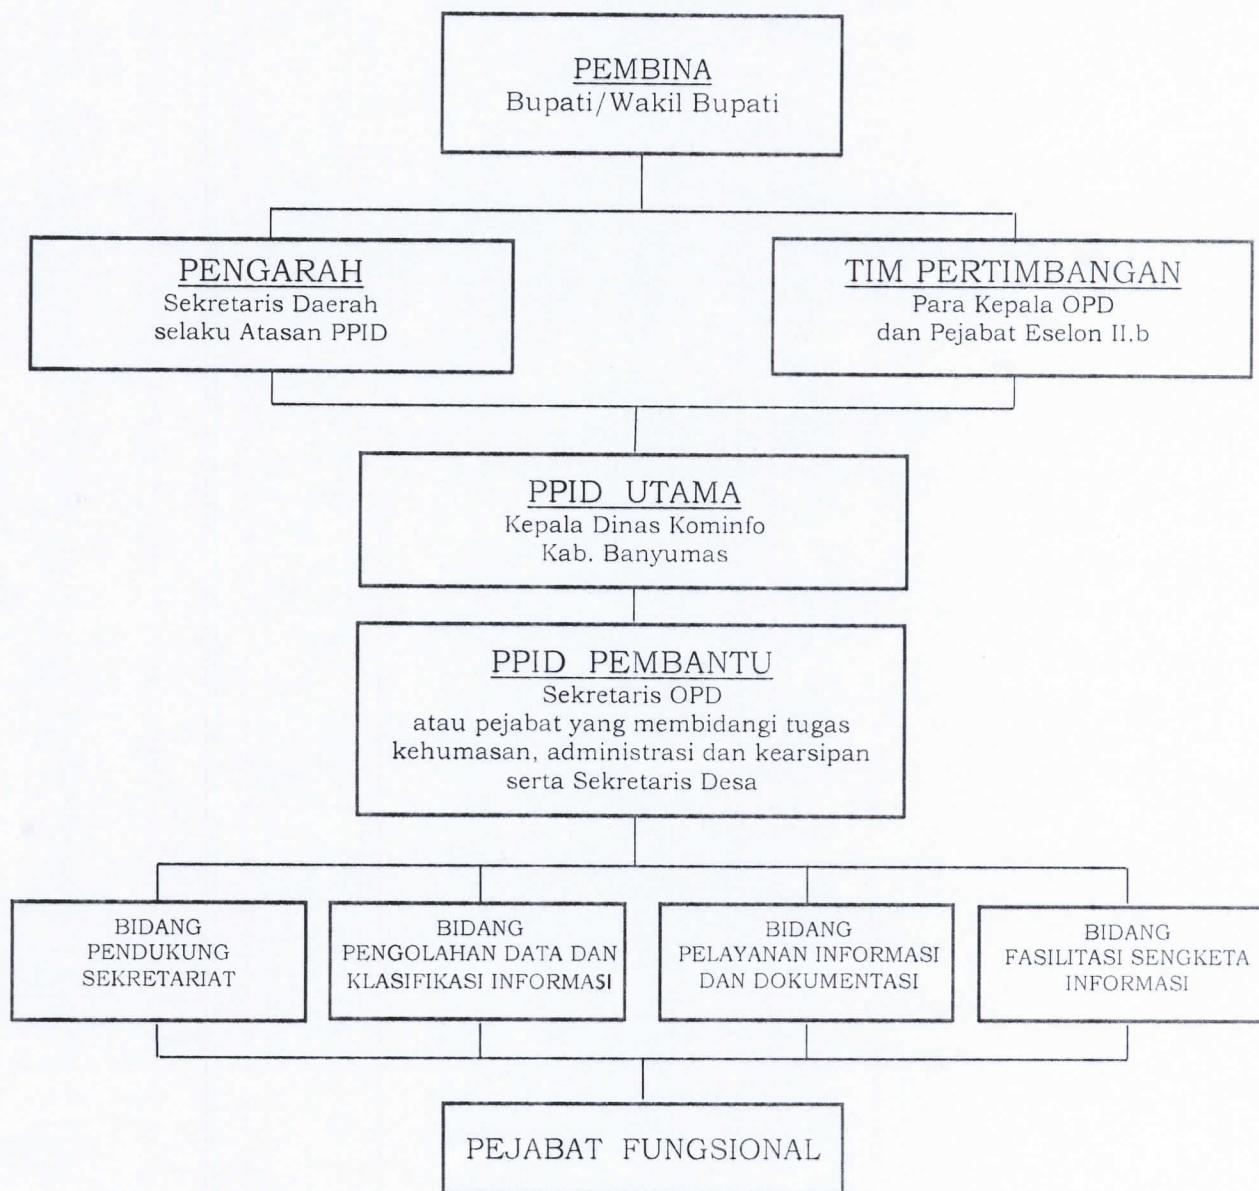 PEMBINA
Bupati/Wakil Bupati
PENGARAH
Sekretaris Daerah
selaku Atasan PPID
TIM PERTIMBANGAN
Para Kepala OPD
dan Pejabat Eselon II.b
PPID UTAMA
Kepala Dinas Kominfo
Kab. Banyumas
PPID PEMBANTU
Sekretaris OPD
atau pejabat yang membidangi tugas
kehumasan, administrasi dan kearsipan
serta Sekretaris Desa
BIDANG
PENDUKUNG
SEKRETARIAT
BIDANG
PENGOLAHAN DATA DAN
KLASIFIKASI INFORMASI
BIDANG
PELAYANAN INFORMASI
DAN DOKUMENTASI
BIDANG
FASILITASI SENGKETA
INFORMASI
PEJABAT FUNGSIONAL